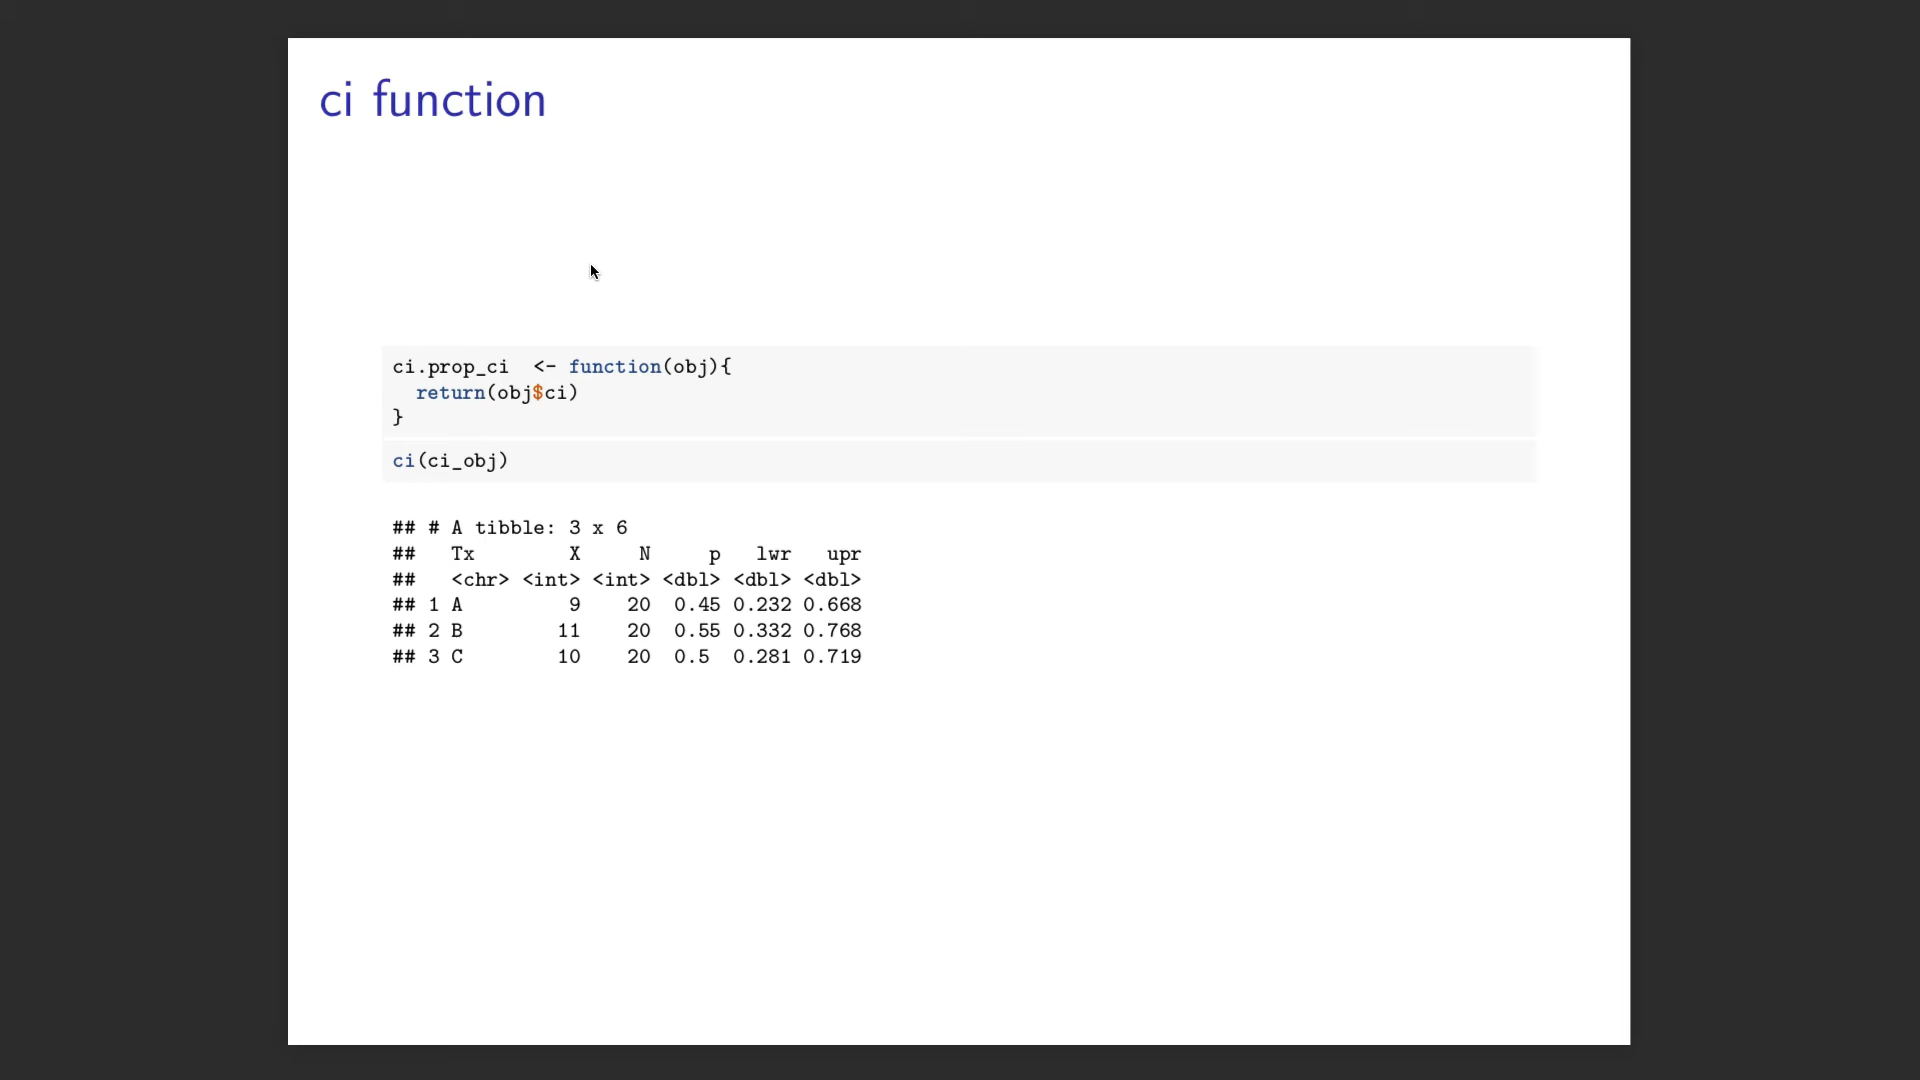 ci function
ci.prop_ci  <- function(obj){
  return(obj$ci)
}
ci(ci_obj)
## # A tibble: 3 x 6
##   Tx        X     N     p   lwr   upr
##   <chr> <int> <int> <dbl> <dbl> <dbl>
## 1 A         9    20  0.45 0.232 0.668
## 2 B        11    20  0.55 0.332 0.768
## 3 C        10    20  0.5  0.281 0.719